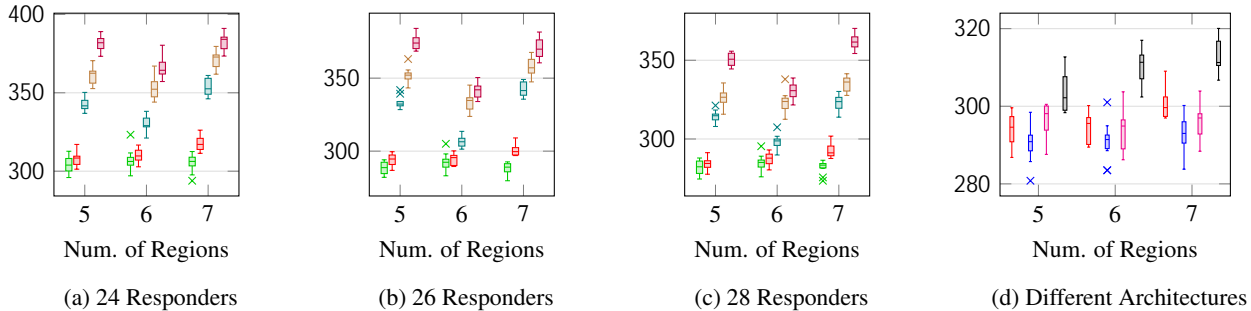 400
350
300
5 6 7
Num. of Regions
(a) 24 Responders
350
300
5 6 7
Num. of Regions
(b) 26 Responders
350
300
5 6 7
Num. of Regions
(c) 28 Responders
320
300
280
5 6 7
Num. of Regions
(d) Different Architectures